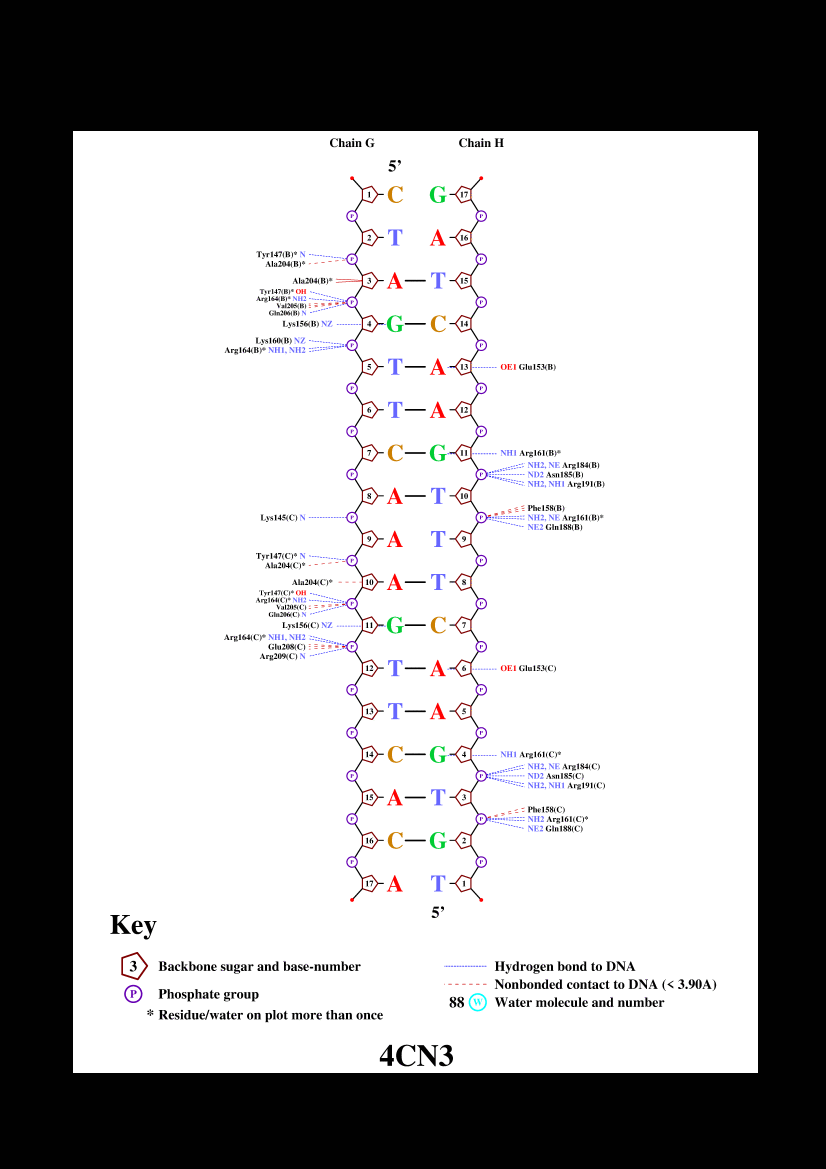 Chain G Chain H
5’
1 C G 17
P P
2 T A 16
Tyr147(B)* N
P P
Ala204(B)*
Ala204(B)* 3 A T 15
Tyr147(B)* OH
Arg164(B)* NH2
P P
Val205(B)
Gln206(B) N
Lys156(B) NZ 4 G C 14
Lys160(B) NZ
P P
Arg164(B)* NH1, NH2
5 T A 13 OE1 Glu153(B)
P P
6 T A 12
P P
7 C G 11 NH1 Arg161(B)*
NH2, NE Arg184(B)
P P ND2 Asn185(B)
NH2, NH1 Arg191(B)
8 A T 10
Phe158(B)
Lys145(C) N P P NH2, NE Arg161(B)*
NE2 Gln188(B)
9 A T 9
Tyr147(C)* N
P P
Ala204(C)*
Ala204(C)* 10 A T 8
Tyr147(C)* OH
Arg164(C)* NH2
P P
Val205(C)
Gln206(C) N
Lys156(C) NZ 11 G C 7
Arg164(C)* NH1, NH2
Glu208(C) P P
Arg209(C) N
12 T A 6 OE1 Glu153(C)
P P
13 T A 5
P P
14 C G 4 NH1 Arg161(C)*
NH2, NE Arg184(C)
P P ND2 Asn185(C)
NH2, NH1 Arg191(C)
15 A T 3
Phe158(C)
P P NH2 Arg161(C)*
NE2 Gln188(C)
16 C G 2
P P
17 A T 1
5’
Key
3 Backbone sugar and base-number
P Phosphate group
* Residue/water on plot more than once
Hydrogen bond to DNA
Nonbonded contact to DNA (< 3.90A)
88 W Water molecule and number
4CN3